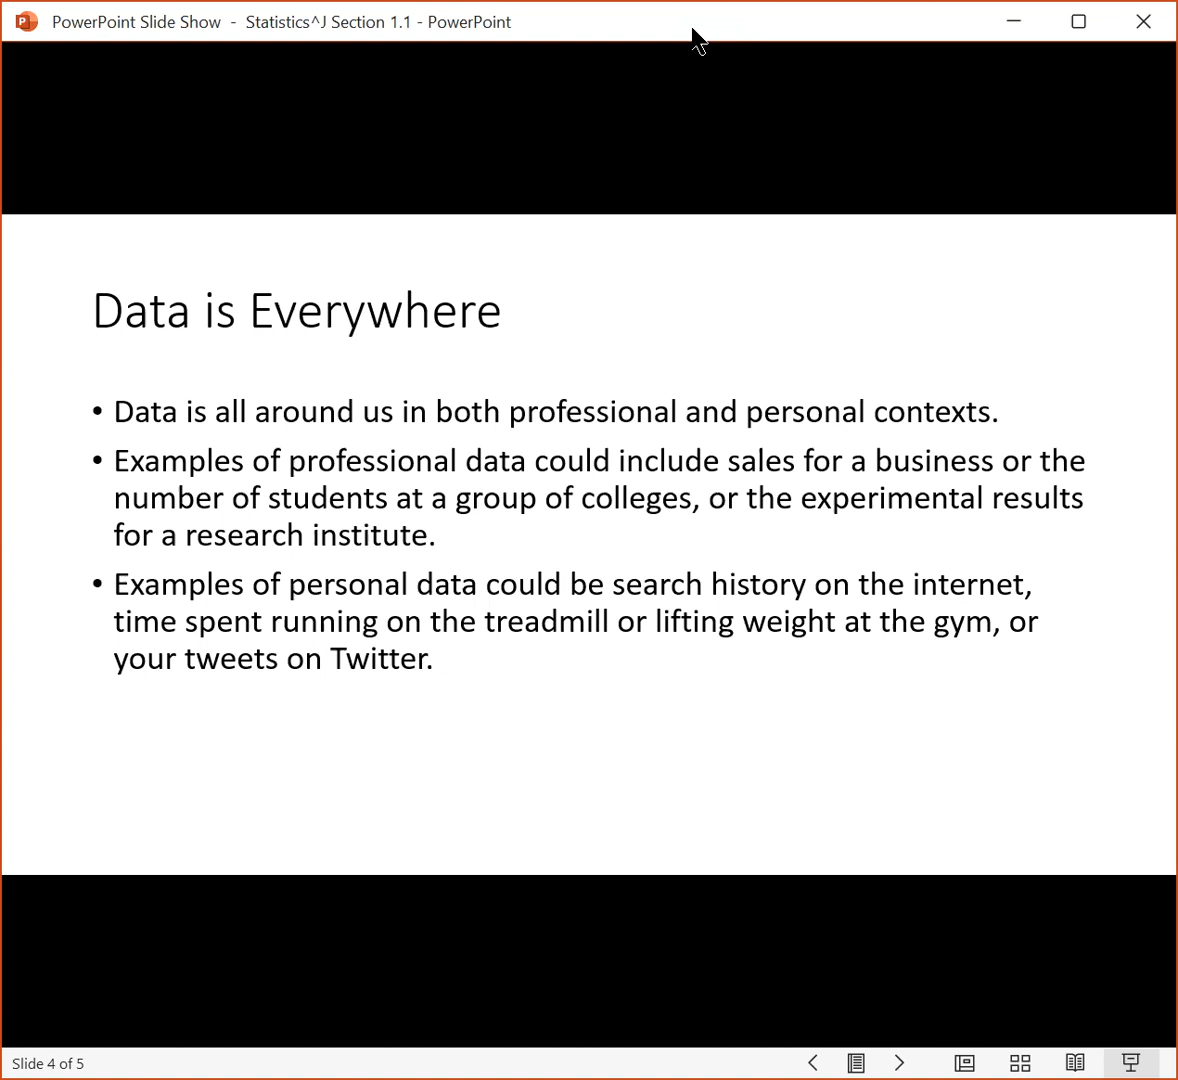 PowerPoint Slide Show - Statistics^J Section 1.1 - PowerPoint
Data is Everywhere
• Data is all around us in both professional and personal contexts.
• Examples of professional data could include sales for a business or the
number of students at a group of colleges, or the experimental results
for a research institute.
• Examples of personal data could be search history on the internet,
time spent running on the treadmill or lifting weight at the gym, or
your tweets on Twitter.
Slide 4 of 5